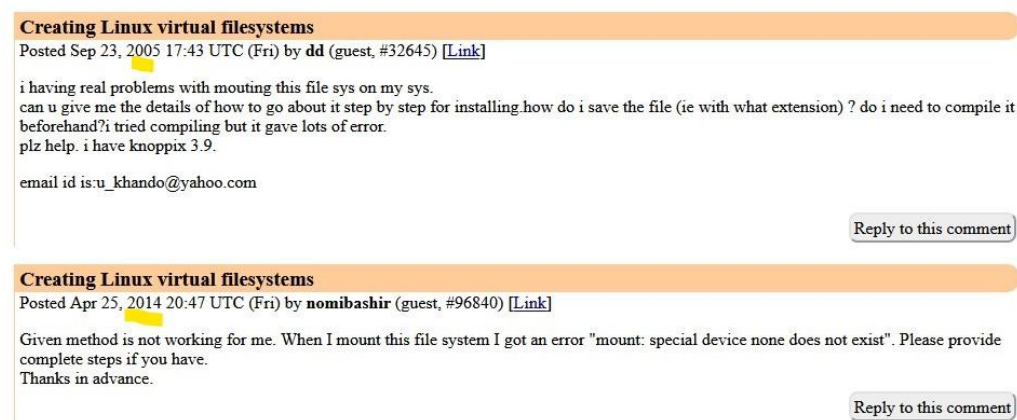 Creating Linux virtual filesystems
Posted Sep 23, 2005 17:43 UTC (Fri) by dd (guest, #32645) [Link]
i having real problems with mouting this file sys on my sys.
can u give me the details of how to go about it step by step for installing.how do i save the file (ie with what extension) ? do i need to compile it
beforehand?i tried compiling but it gave lots of error.
plz help. i have knoppix 3.9.
email id is:u_khando@yahoo.com
Reply to this comment
Creating Linux virtual filesystems
Posted Apr 25, 2014 20:47 UTC (Fri) by nomibashir (guest, #96840) [Link]
Given method is not working for me. When I mount this file system I got an error "mount: special device none does not exist". Please provide
complete steps if you have.
Thanks in advance.
Reply to this comment